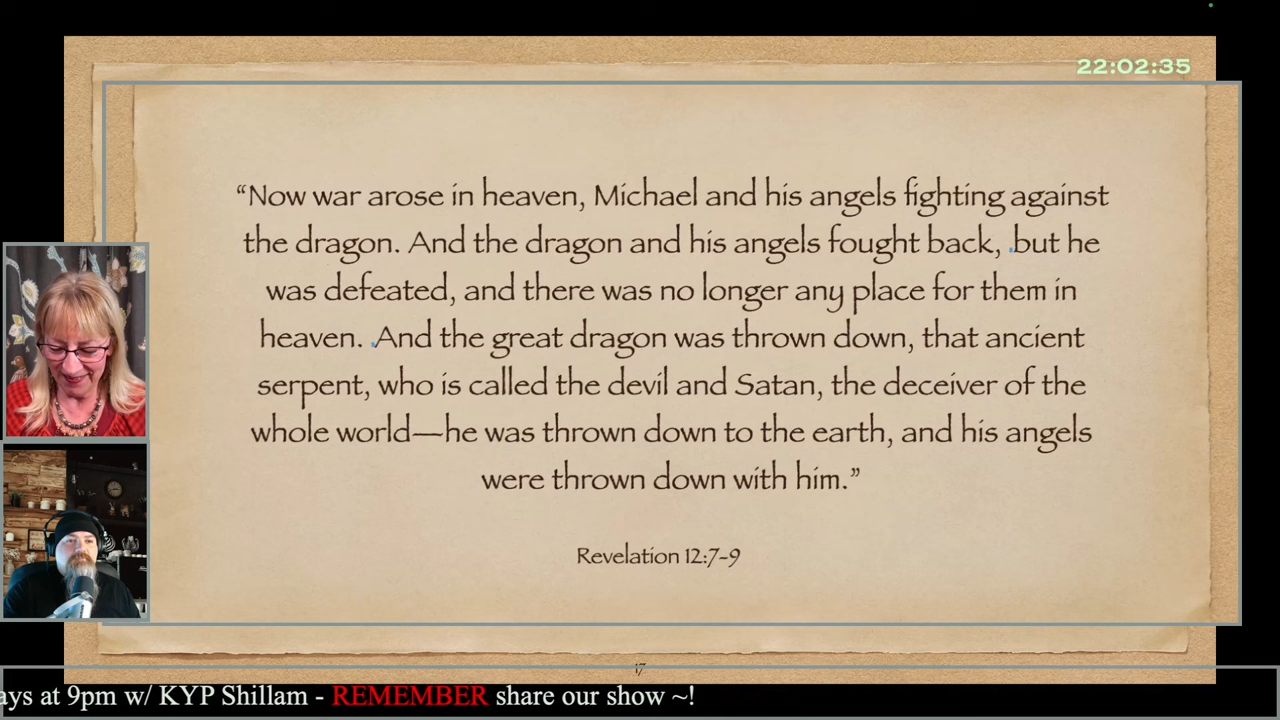 22:02:35
“Now war arose in heaven, Michael and his angels fighting against
the dragon. And the dragon and his angels fought back, but he
was defeated, and there was no longer any place for them in
heaven. And the great dragon was thrown down, that ancient
serpent, who is called the devil and Satan, the deceiver of the
whole world—he was thrown down to the earth, and his angels
were thrown down with him.”
Revelation 12:7-9
17
ays at 9pm w/ KYP Shillam - REMEMBER share our show ~!